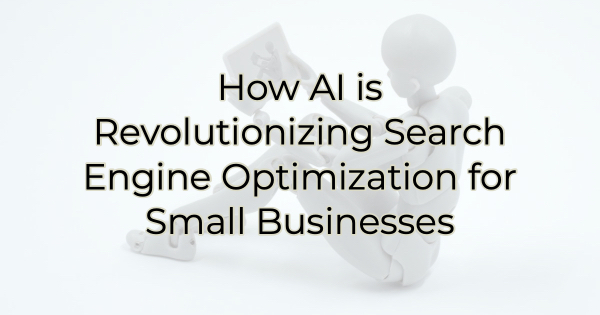 How AI is
Revolutionizing Search
Engine Optimization for
Small Businesses